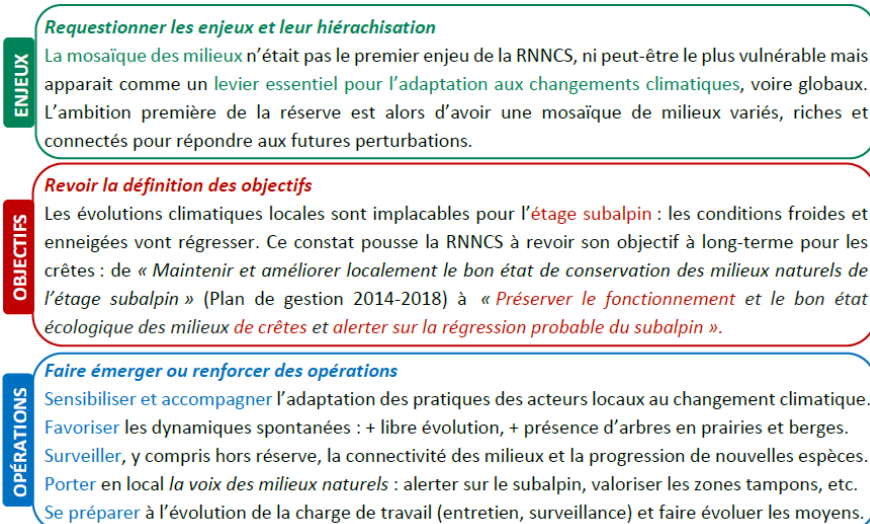 ENJEUX
Requestionner les enjeux et leur hiérachisation
La mosaïque des milieux n'était pas le premier enjeu de la RNNCS, ni peut-être le plus vulnérable mais
apparait comme un levier essentiel pour l'adaptation aux changements climatiques, voire globaux.
L'ambition première de la réserve est alors d'avoir une mosaïque de milieux variés, riches et
connectés pour répondre aux futures perturbations.
OBJECTIFS
Revoir la définition des objectifs
Les évolutions climatiques locales sont implacables pour l'étage subalpin : les conditions froides et
enneigées vont régresser. Ce constat pousse la RNNCS à revoir son objectif à long-terme pour les
crêtes : de « Maintenir et améliorer localement le bon état de conservation des milieux naturels de
l'étage subalpin » (Plan de gestion 2014-2018) à « Préserver le fonctionnement et le bon état
écologique des milieux de crêtes et alerter sur la régression probable du subalpin ».
OPÉRATIONS
Faire émerger ou renforcer des opérations
Sensibiliser et accompagner l'adaptation des pratiques des acteurs locaux au changement climatique.
Favoriser les dynamiques spontanées : + libre évolution, + présence d'arbres en prairies et berges.
Surveiller, y compris hors réserve, la connectivité des milieux et la progression de nouvelles espèces.
Porter en local la voix des milieux naturels : alerter sur le subalpin, valoriser les zones tampons, etc.
Se préparer à l'évolution de la charge de travail (entretien, surveillance) et faire évoluer les moyens.